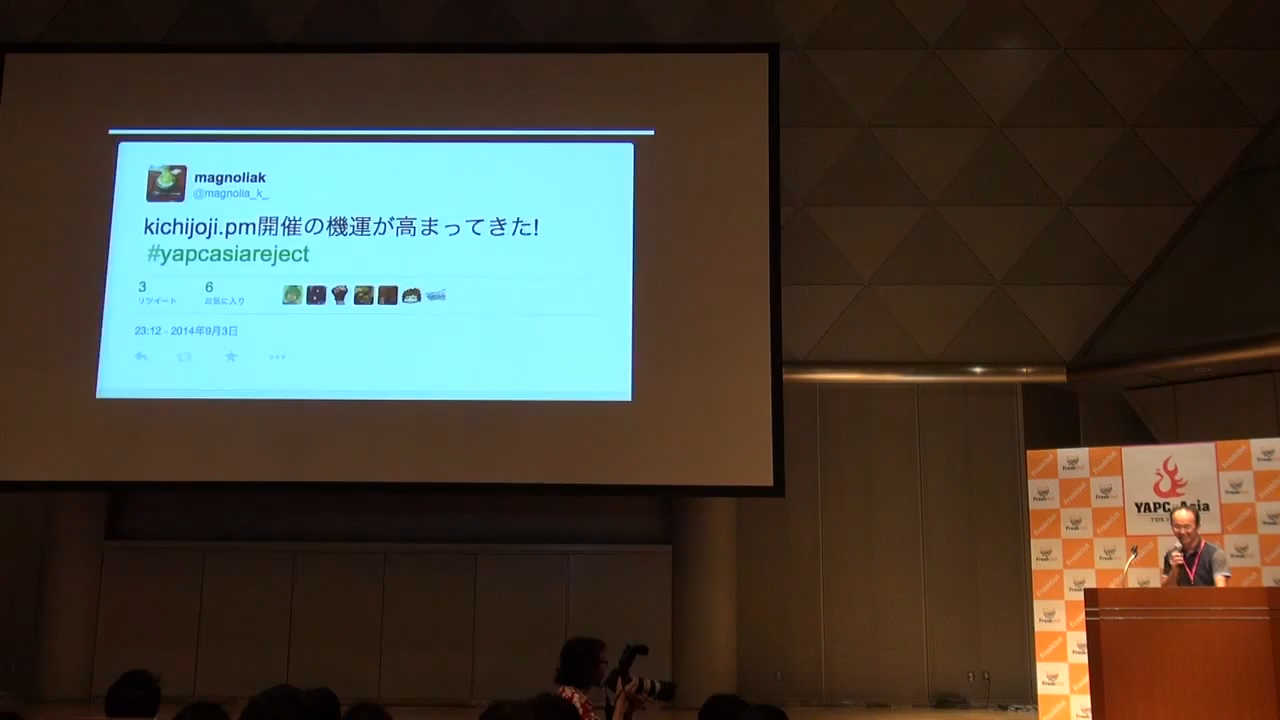 magnoliak
@magnolia_k_
kichijoji.pm開催の機運が高まってきた!
#yapcasiareject
3
6
リツイート
お気に入り
23:12 - 2014年9月3日
YAPC Asia
FreakOut